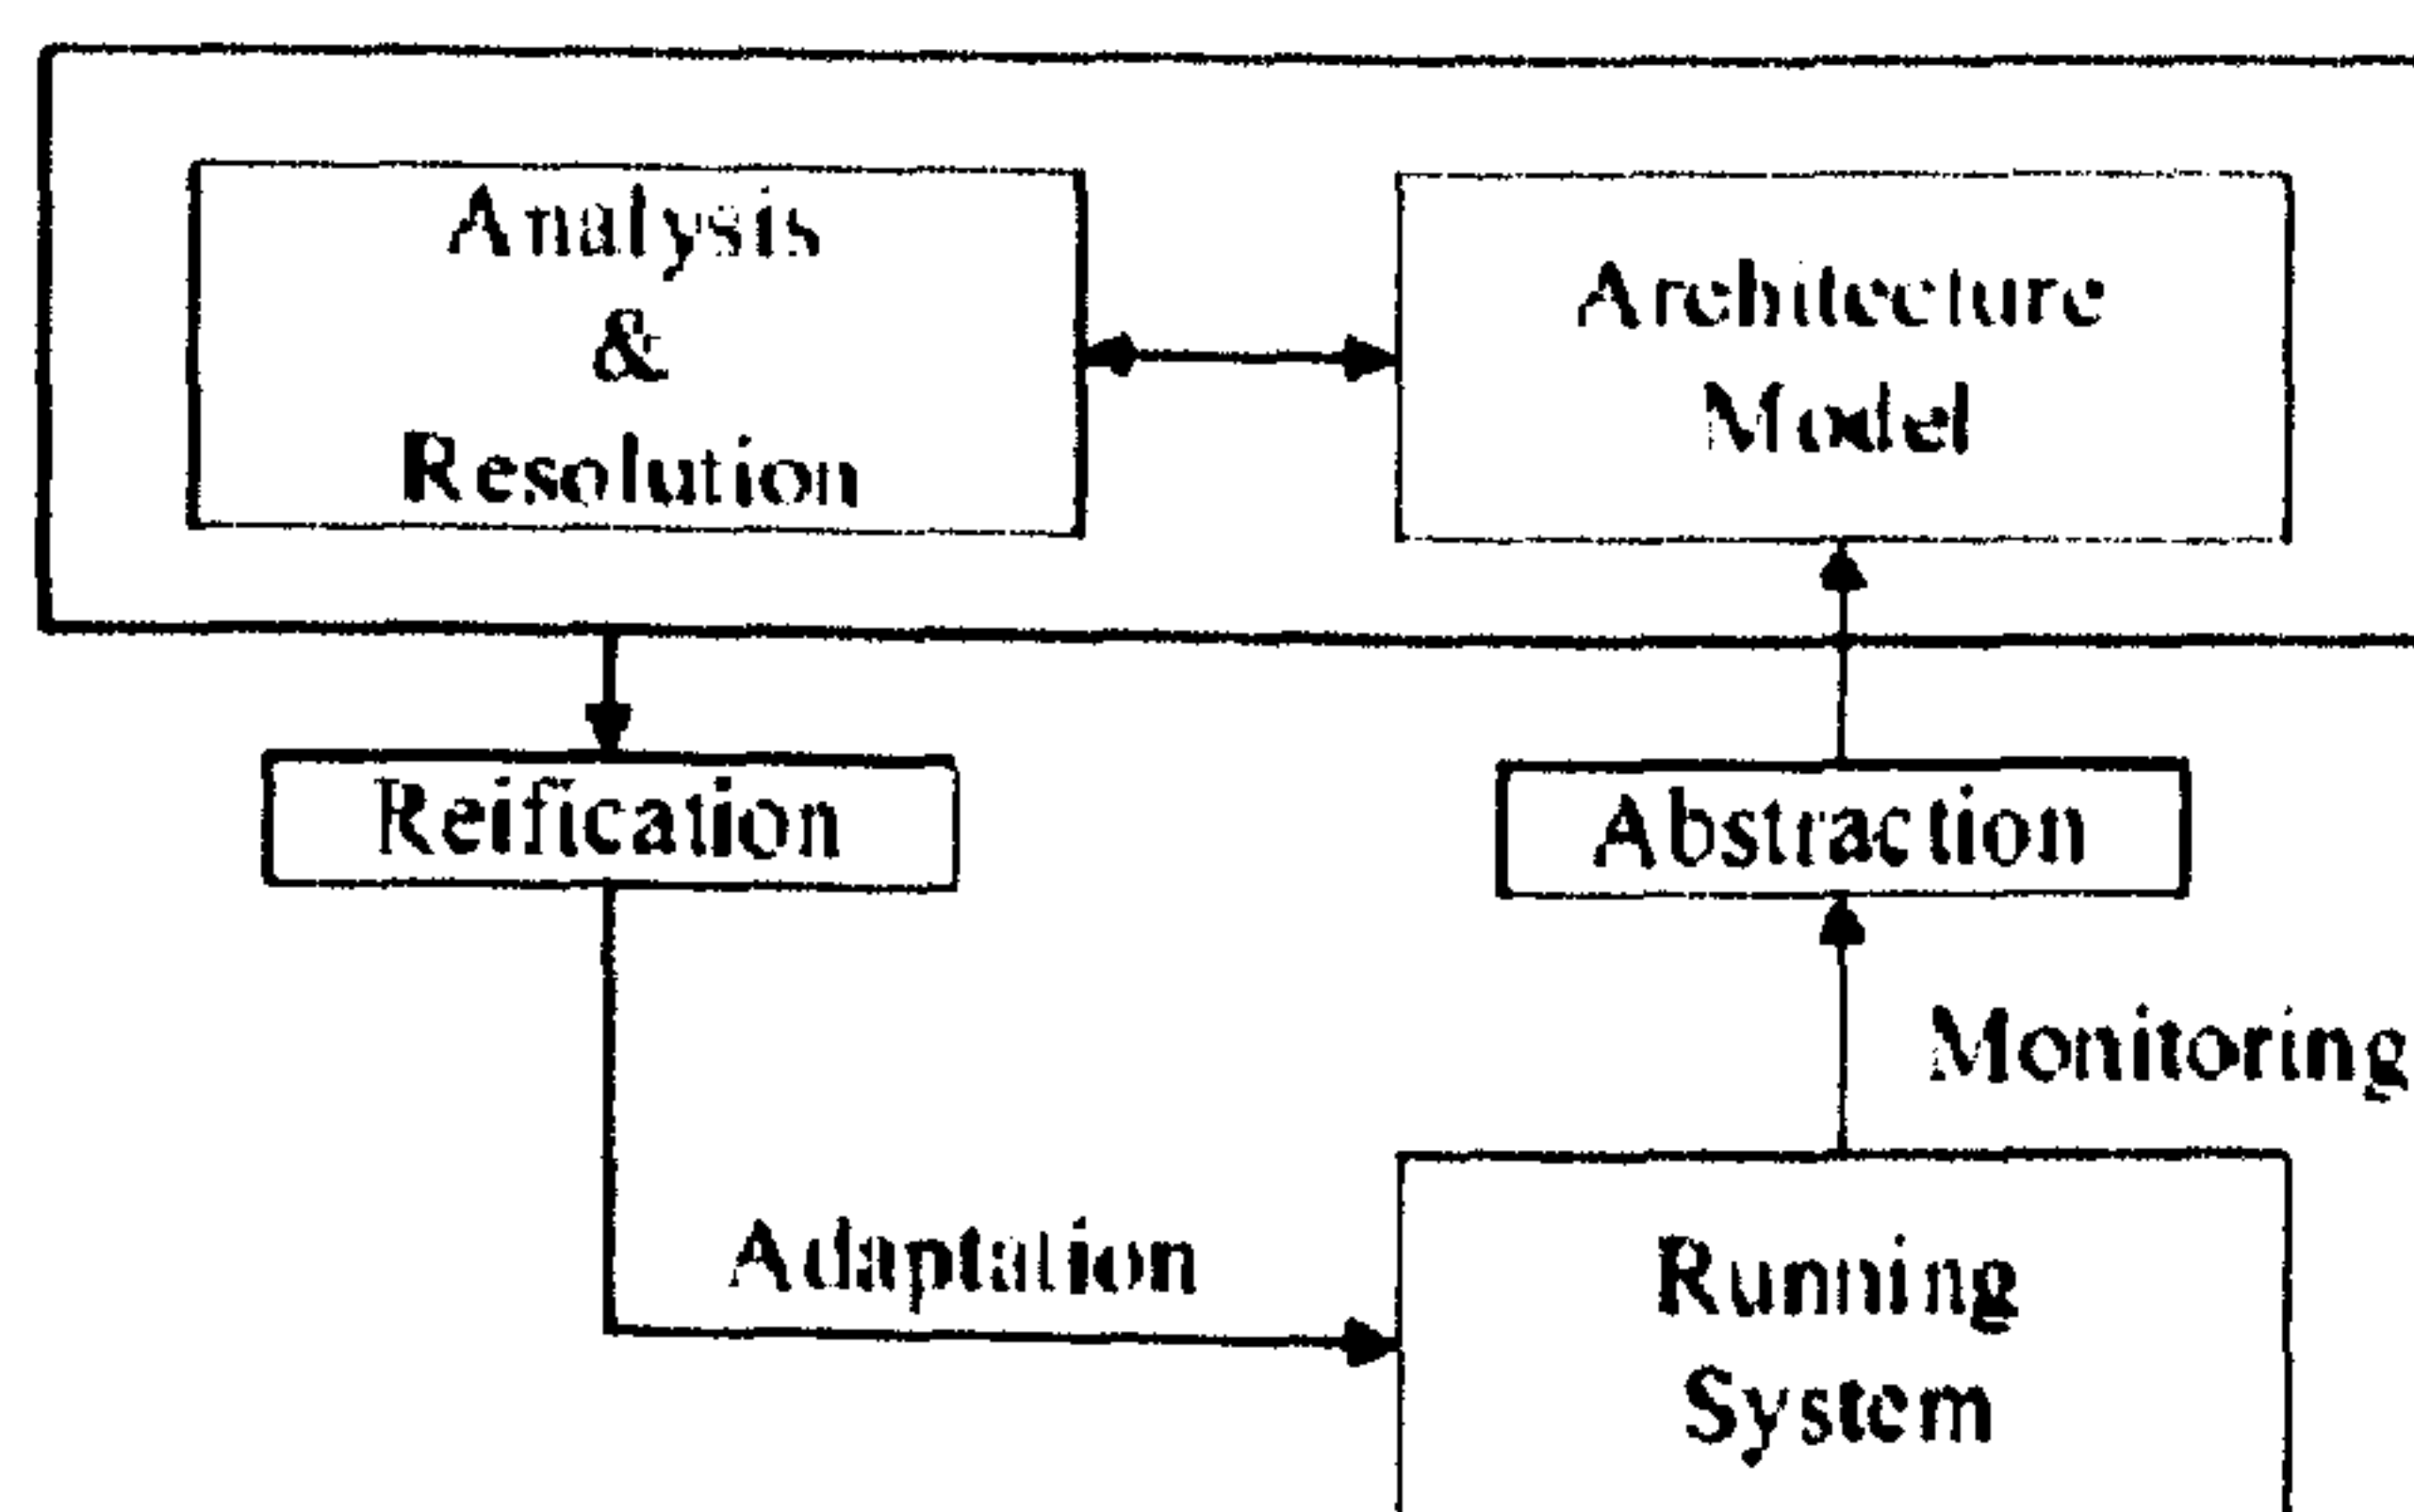 Analysis
&
Resolution
Architecture
Model
Reification
Abstraction
Monitoring
Adaptation
Running
System